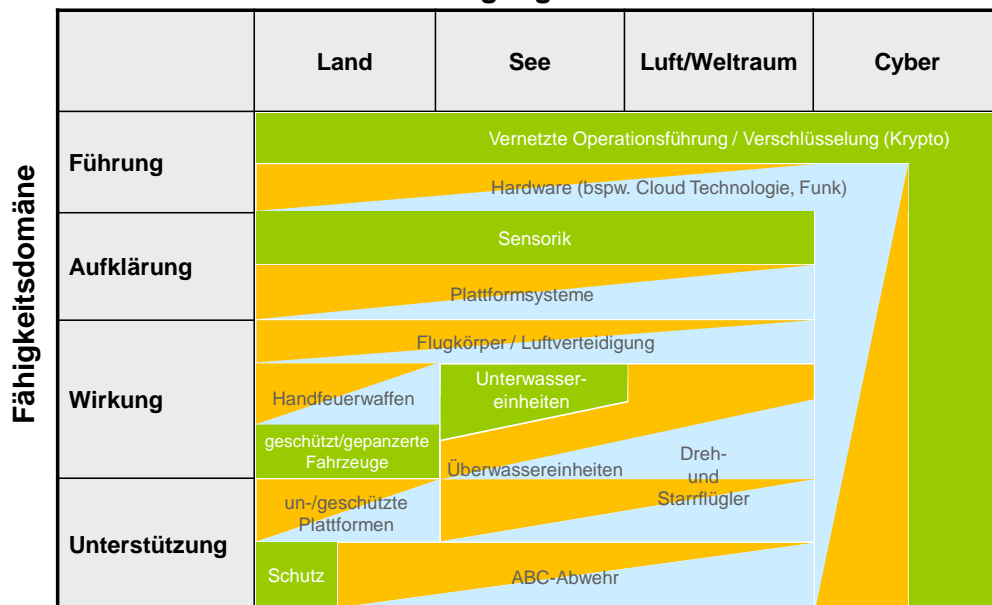 Land
See
Luft/Weltraum
Cyber
Fähigkeitsdomäne
Führung
Vernetzte Operationsführung / Verschlüsselung (Krypto)
Hardware (bspw. Cloud Technologie, Funk)
Aufklärung
Sensorik
Plattformsysteme
Wirkung
Flugkörper / Luftverteidigung
Handfeuerwaffen
Unterwasser-
einheiten
geschützt/gepanzerte
Fahrzeuge
Überwassereinheiten
Dreh-
und
Starrflügler
Unterstützung
un-/geschützte
Plattformen
Schutz
ABC-Abwehr